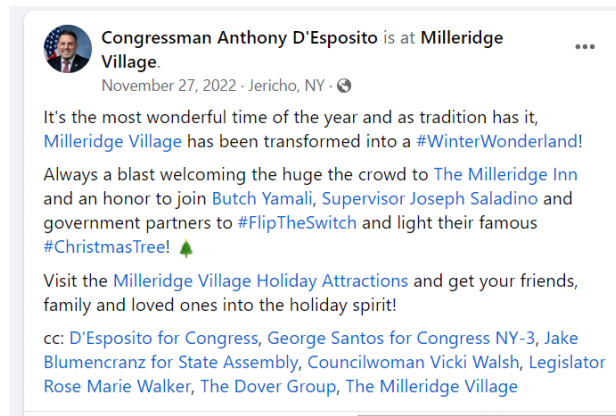 Congressman Anthony D'Esposito is at Milleridge
Village.
November 27, 2022 · Jericho, NY ·
It's the most wonderful time of the year and as tradition has it,
Milleridge Village has been transformed into a #WinterWonderland!
Always a blast welcoming the huge the crowd to The Milleridge Inn
and an honor to join Butch Yamali, Supervisor Joseph Saladino and
government partners to #FlipTheSwitch and light their famous
#ChristmasTree! 🎄
Visit the Milleridge Village Holiday Attractions and get your friends,
family and loved ones into the holiday spirit!
cc: D'Esposito for Congress, George Santos for Congress NY-3, Jake
Blumencranz for State Assembly, Councilwoman Vicki Walsh, Legislator
Rose Marie Walker, The Dover Group, The Milleridge Village